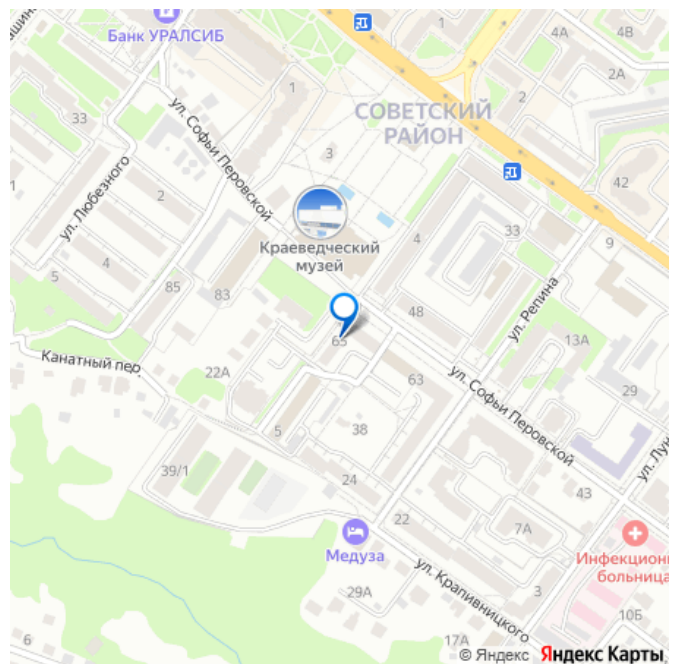 Банк УРАЛСИБ
4А
4В
2А
1
1
2
СОВЕТСКИЙ
РАЙОН
33
ул. Софьи Перовской
3
42
ул. Любезного
2
1
4
33
9
Краеведческий
музей
5
4
85
83
48
ул. Репина
13А
65
Канатный пер.
22А
63
ул. Софьи Перовской
29
5
38
39/1
24
43
22
7А
Медуза
Инфекцион
больница
ул. Крапивницкого
29А
3
10Б
6
17А
© Яндекс Яндекс Карты